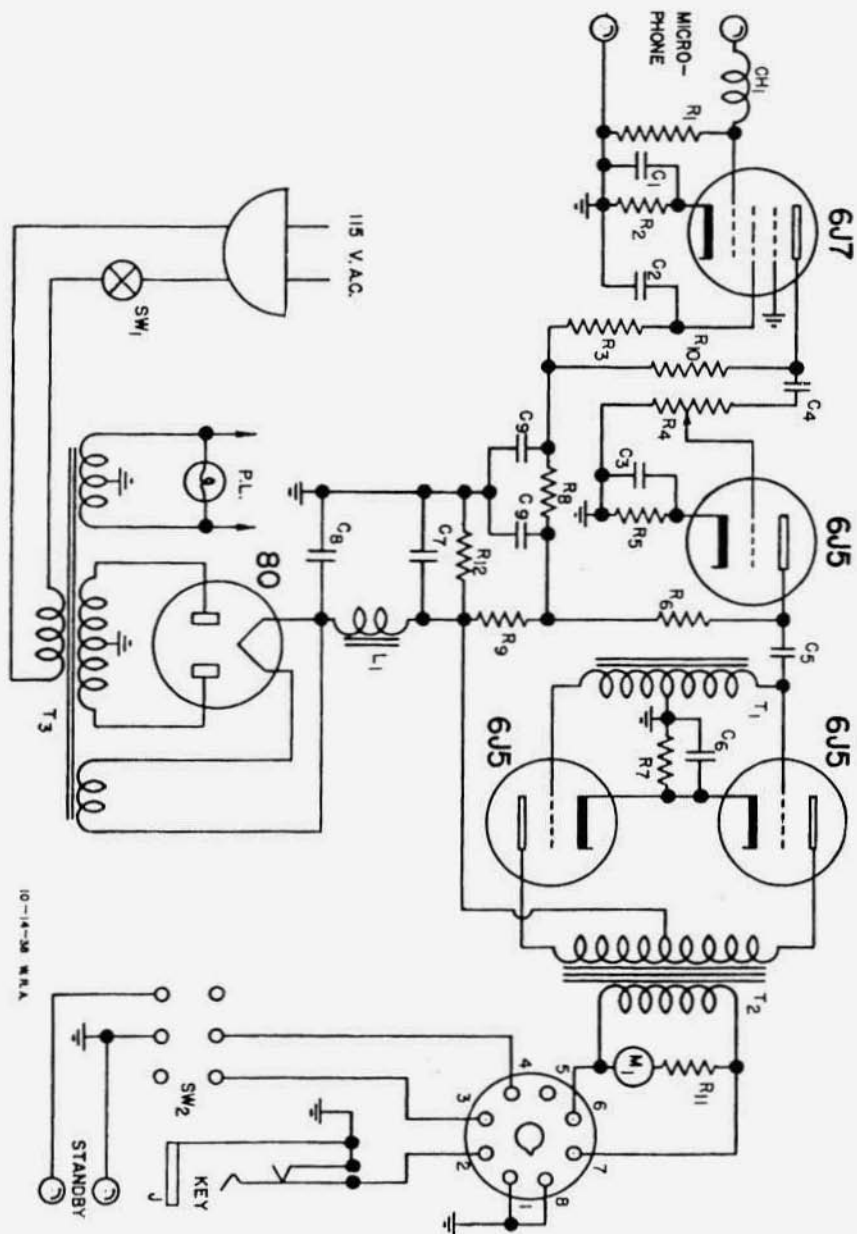 MICRO-
PHONE
CH1
R1
C1
R2
C2
6J7
R3
R10
C4
R4
C3
R5
6J5
C9
C9
R8
R6
C5
R9
R12
C7
C8
L1
80
P.L.
T3
115 V.A.C.
SW1
T1
C6
R7
6J5
6J5
T2
M1
R11
1
2
3
4
5
6
7
8
SW2
KEY
J
STANDBY
10-14-38 W.R.A.